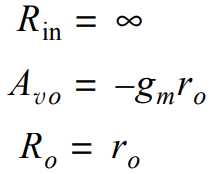 R_in = ∞
A_vo = −g_m r_o
R_o = r_o